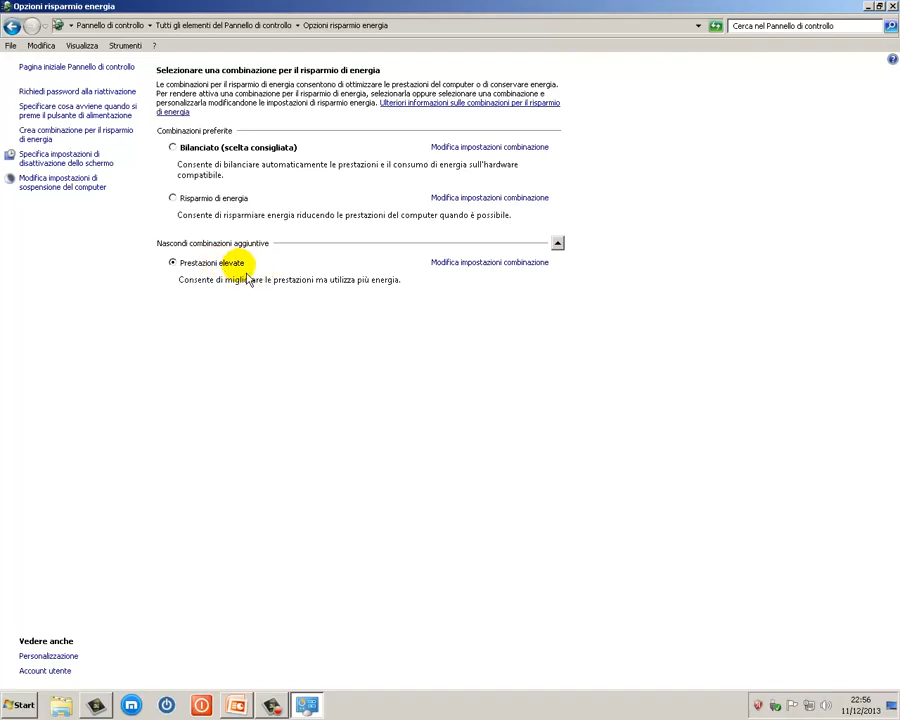 Opzioni risparmio energia
Pannello di controllo Tutti gli elementi del Pannello di controllo Opzioni risparmio energia
Cerca nel Pannello di controllo
File Modifica Visualizza Strumenti ?
Pagina iniziale Pannello di controllo
Richiedi password alla riattivazione
Specificare cosa avviene quando si
preme il pulsante di alimentazione
Crea combinazione per il risparmio
di energia
Specifica impostazioni di
disattivazione dello schermo
Modifica impostazioni di
sospensione del computer
Selezionare una combinazione per il risparmio di energia
Le combinazioni per il risparmio di energia consentono di ottimizzare le prestazioni del computer o di conservare energia.
Per rendere attiva una combinazione per il risparmio di energia, selezionarla oppure selezionare una combinazione e
personalizzarla modificandone le impostazioni di risparmio energia. Ulteriori informazioni sulle combinazioni per il risparmio
di energia
Combinazioni preferite
Bilanciato (scelta consigliata) Modifica impostazioni combinazione
Consente di bilanciare automaticamente le prestazioni e il consumo di energia sull'hardware
compatibile.
Risparmio di energia Modifica impostazioni combinazione
Consente di risparmiare energia riducendo le prestazioni del computer quando è possibile.
Nascondi combinazioni aggiuntive
Prestazioni elevate Modifica impostazioni combinazione
Consente di migliorare le prestazioni ma utilizza più energia.
Vedere anche
Personalizzazione
Account utente
Start
22:56
11/12/2013